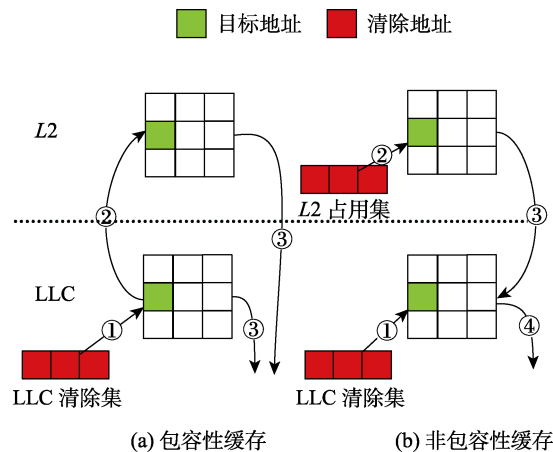 目标地址 清除地址
L2
②
②
L2 占用集
② ③ ③
LLC
① ③ ① ④
LLC 清除集 LLC 清除集
(a) 包容性缓存 (b) 非包容性缓存